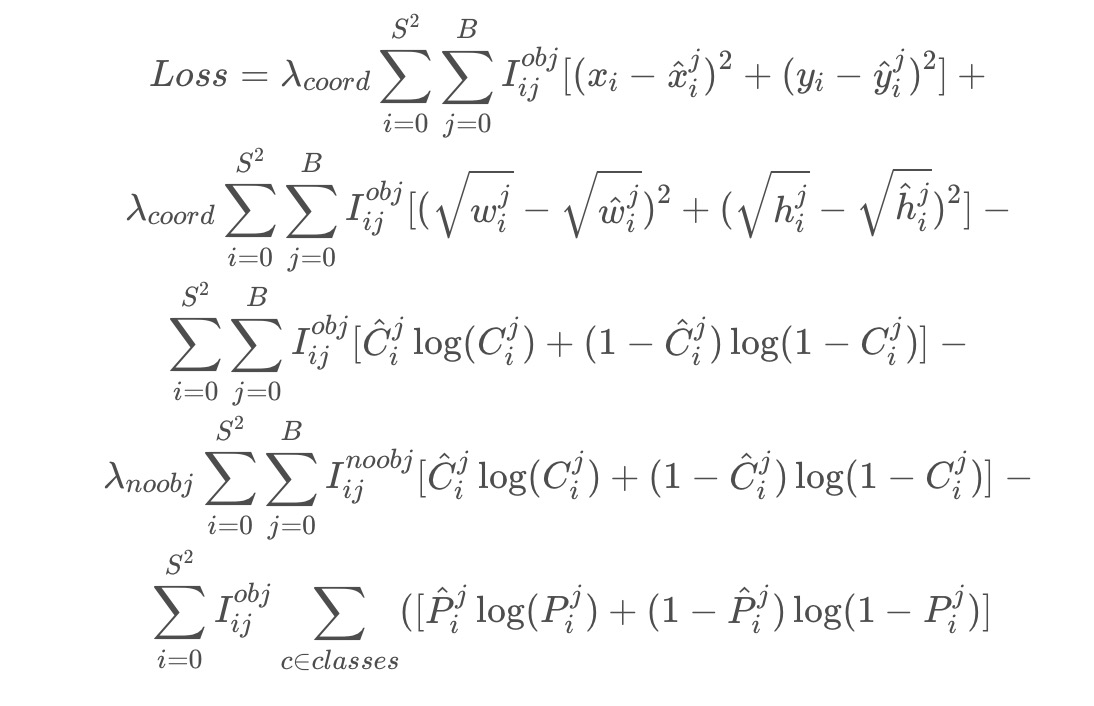 Loss = λ_{coord} \sum_{i=0}^{S^2} \sum_{j=0}^{B} I_{ij}^{obj} [(x_i - \hat{x}_i^j)^2 + (y_i - \hat{y}_i^j)^2] +
λ_{coord} \sum_{i=0}^{S^2} \sum_{j=0}^{B} I_{ij}^{obj} [(\sqrt{w_i^j} - \sqrt{\hat{w}_i^j})^2 + (\sqrt{h_i^j} - \sqrt{\hat{h}_i^j})^2] -
\sum_{i=0}^{S^2} \sum_{j=0}^{B} I_{ij}^{obj} [\hat{C}_i^j \log(C_i^j) + (1 - \hat{C}_i^j) \log(1 - C_i^j)] -
λ_{noobj} \sum_{i=0}^{S^2} \sum_{j=0}^{B} I_{ij}^{noobj} [\hat{C}_i^j \log(C_i^j) + (1 - \hat{C}_i^j) \log(1 - C_i^j)] -
\sum_{i=0}^{S^2} I_{ij}^{obj} \sum_{c∈classes} ([\hat{P}_i^j \log(P_i^j) + (1 - \hat{P}_i^j) \log(1 - P_i^j)]